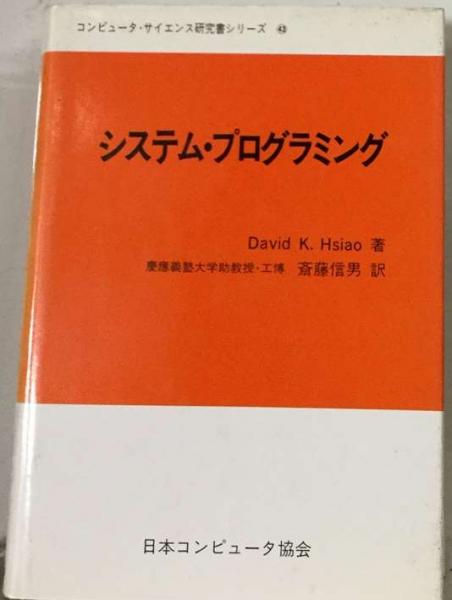 コンピュータ・サイエンス研究書シリーズ ㊸
システム・プログラミング
David K. Hsiao 著
慶應義塾大学助教授・工博 斎藤信男 訳
日本コンピュータ協会